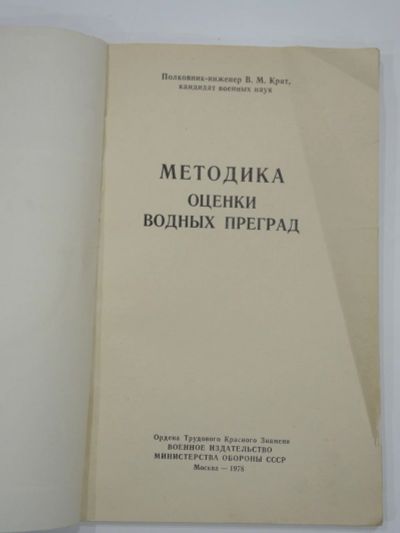 Полковник-инженер В. М. Крят,
кандидат военных наук
МЕТОДИКА
ОЦЕНКИ
ВОДНЫХ ПРЕГРАД
Ордена Трудового Красного Знамени
ВОЕННОЕ ИЗДАТЕЛЬСТВО
МИНИСТЕРСТВА ОБОРОНЫ СССР
Москва — 1978